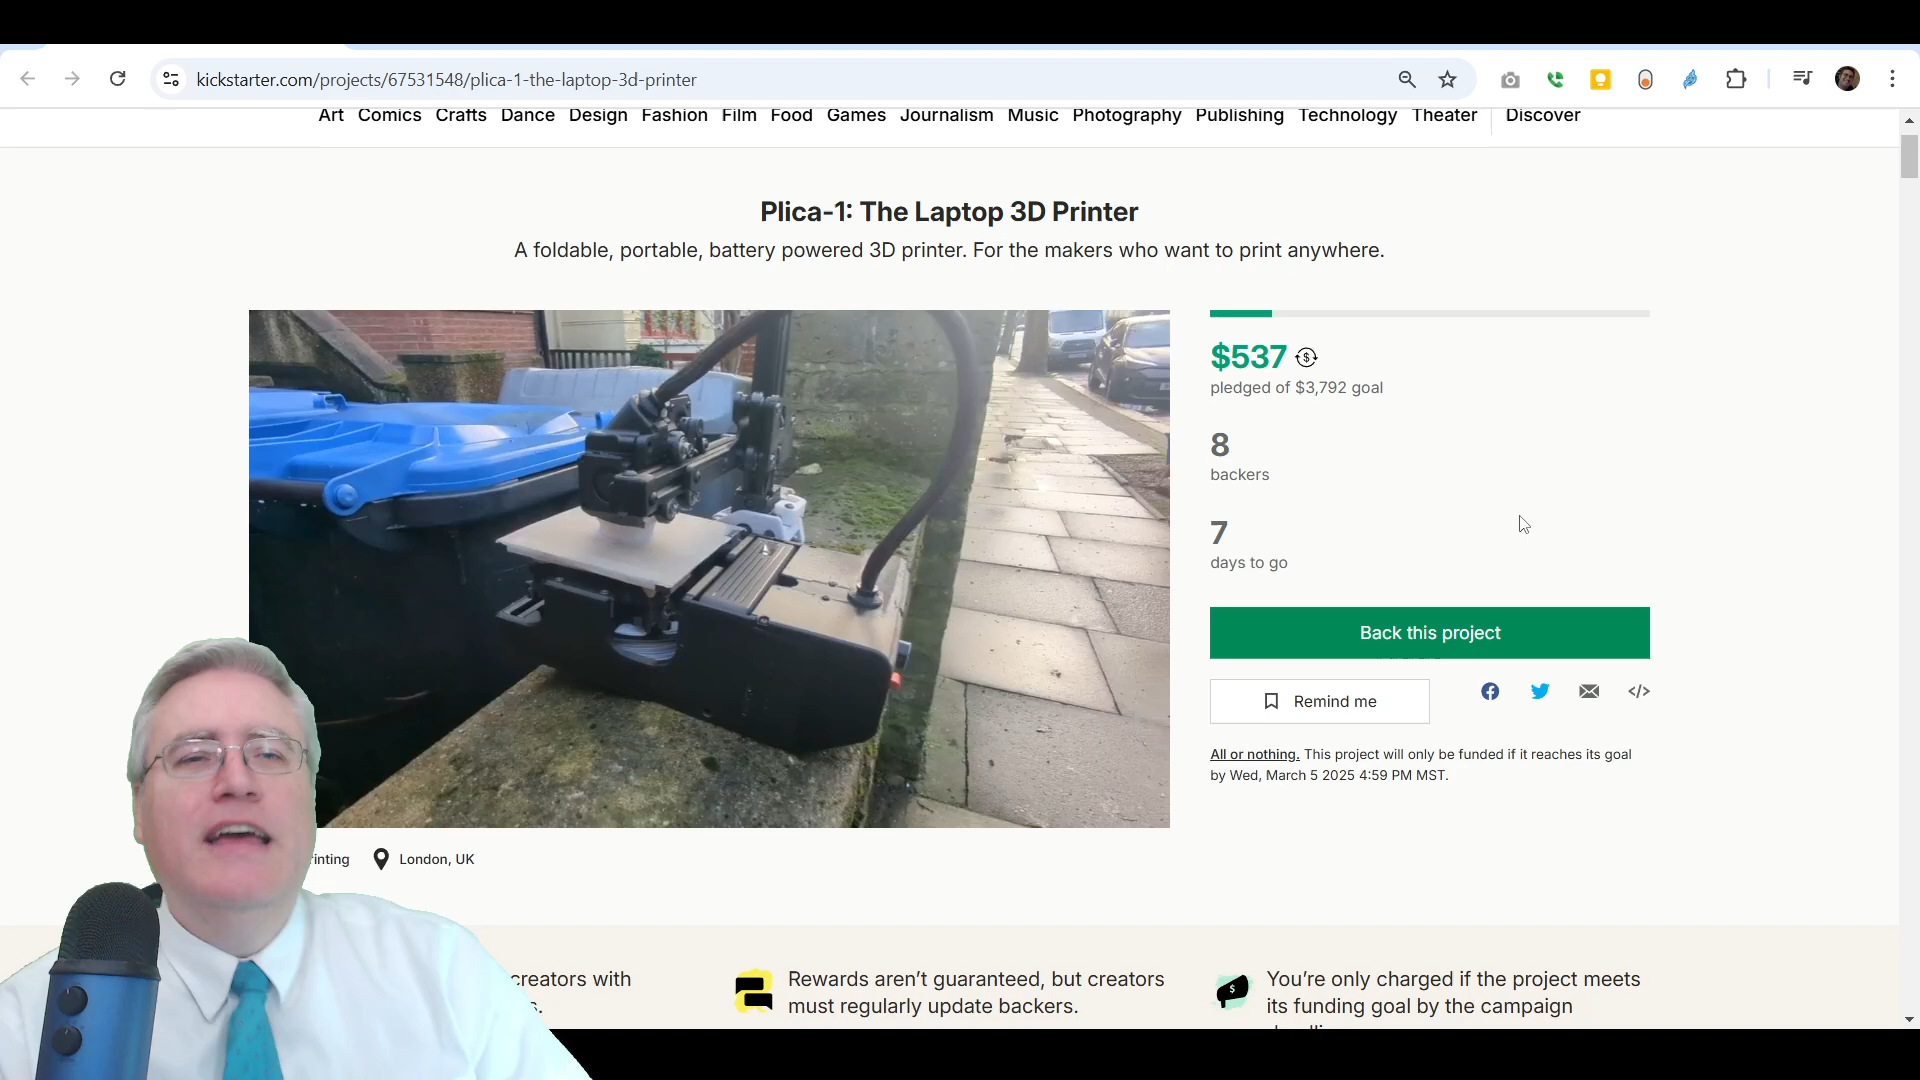 kickstarter.com/projects/67531548/plica-1-the-laptop-3d-printer
Art Comics Crafts Dance Design Fashion Film Food Games Journalism Music Photography Publishing Technology Theater Discover
Plica-1: The Laptop 3D Printer
A foldable, portable, battery powered 3D printer. For the makers who want to print anywhere.
$537
pledged of $3,792 goal
8
backers
7
days to go
Back this project
Remind me
All or nothing. This project will only be funded if it reaches its goal
by Wed, March 5 2025 4:59 PM MST.
London, UK
creators with
Rewards aren't guaranteed, but creators
must regularly update backers.
You're only charged if the project meets
its funding goal by the campaign